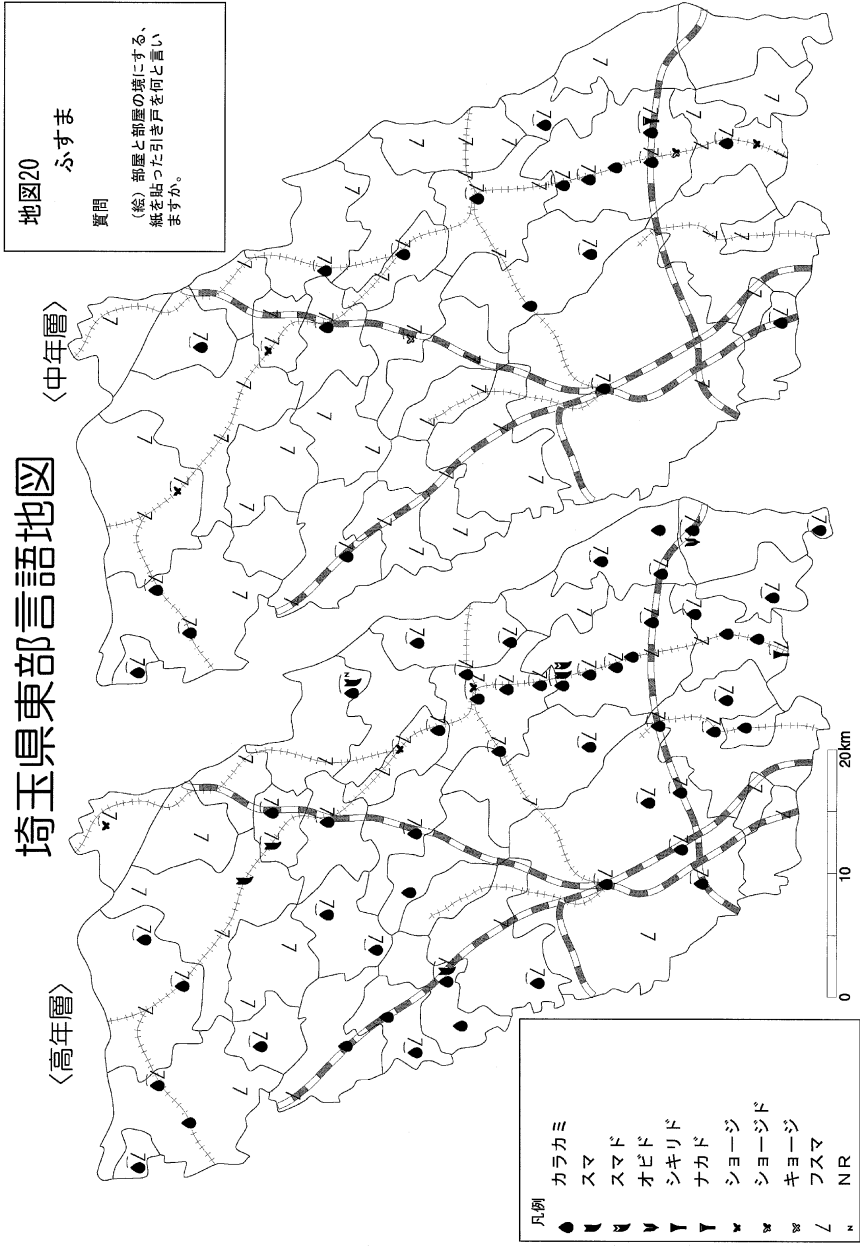 埼玉県東部言語地図
地図20
ふすま
質問
(絵) 部屋と部屋の境にする、
紙を貼った引き戸を何と言い
ますか。
〈高年層〉
〈中年層〉
凡例
カラカミ
スマ
スマド
オビド
シキリド
ナカド
ショージ
ショージド
キョージ
フスマ
NR
N
0
10
20km